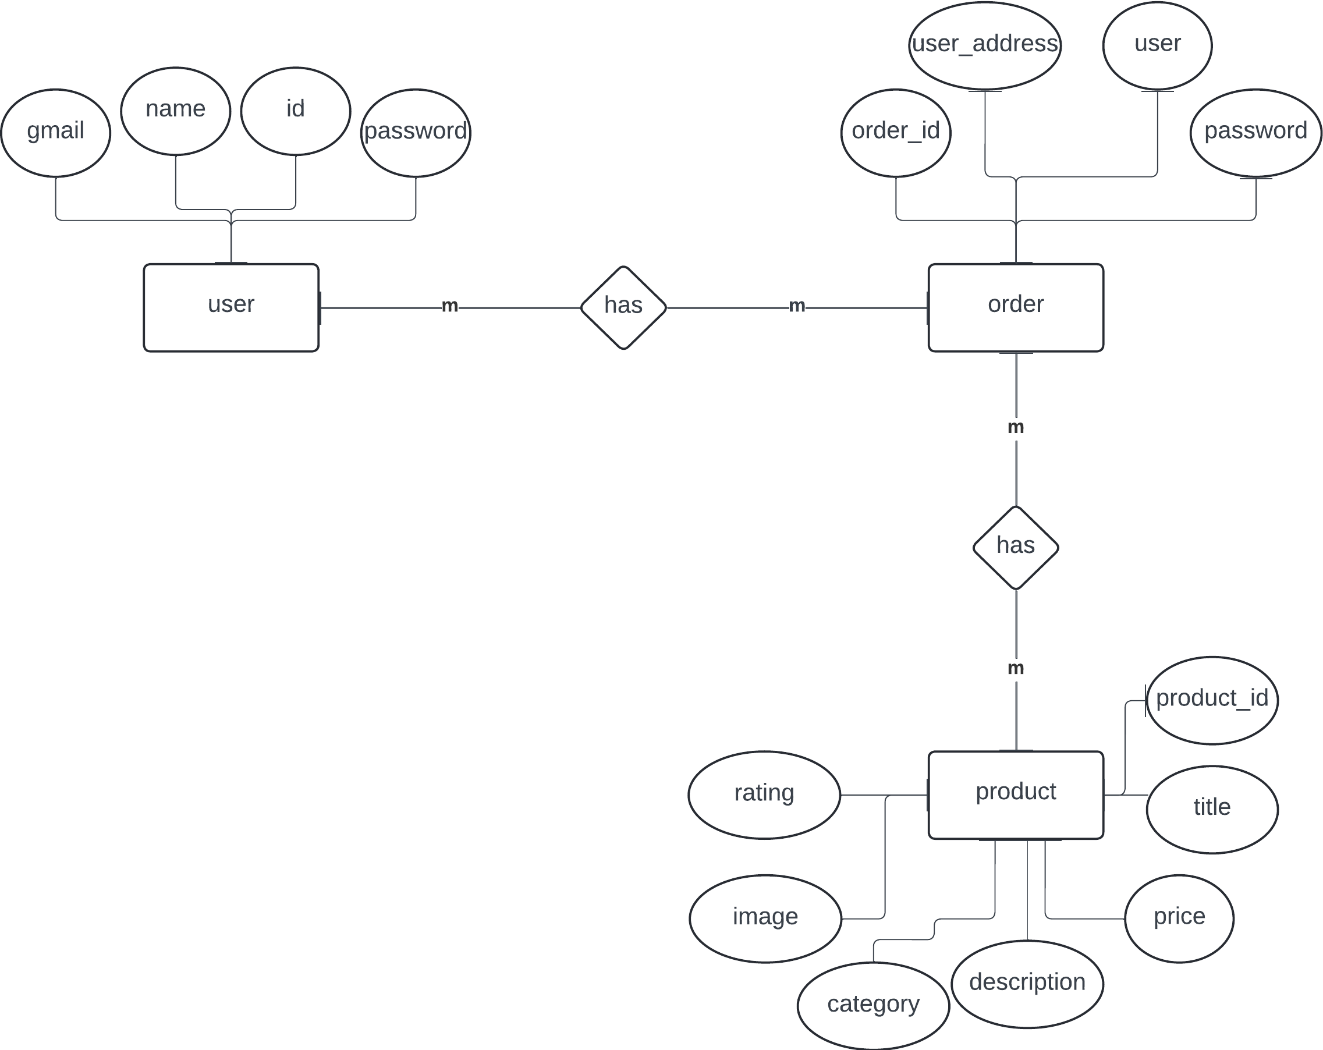 user_address
user
name
id
gmail
password
order_id
password
user
m
has
m
order
m
has
m
product_id
rating
product
title
image
price
category
description